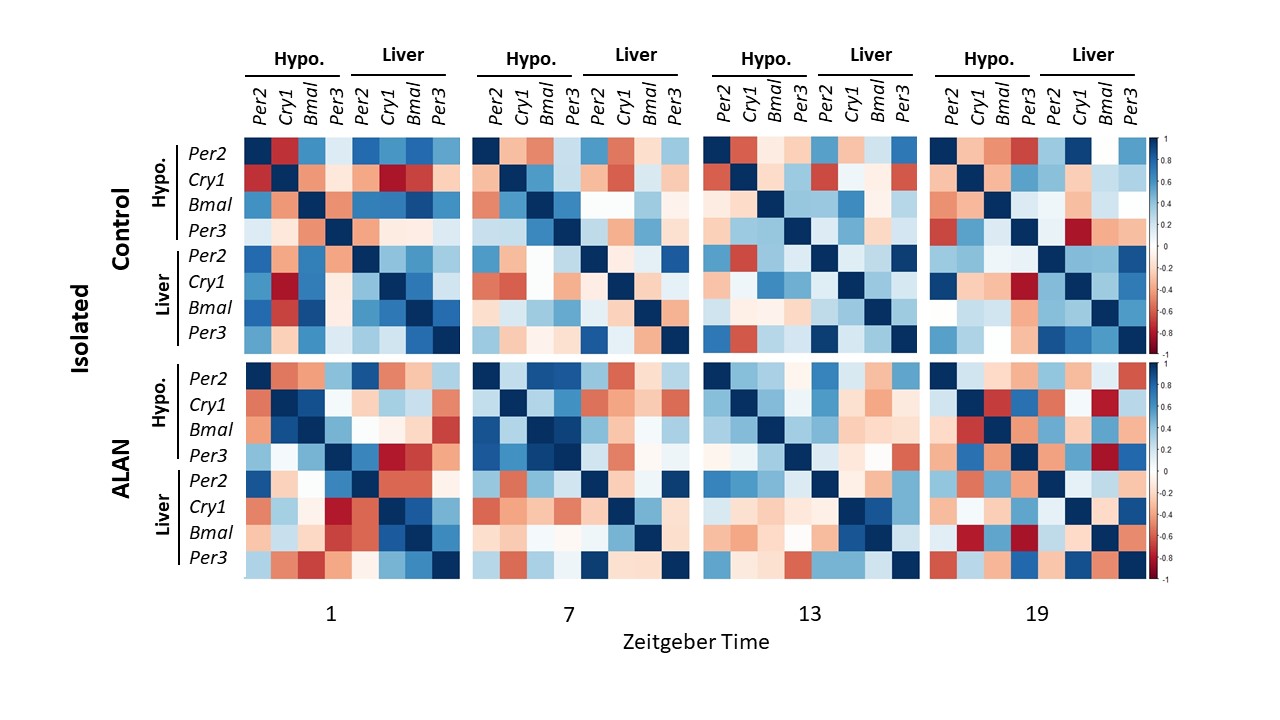 Hypo. Liver Hypo. Liver Hypo. Liver Hypo. Liver
Per2 Cry1 Bmal Per3 Per2 Cry1 Bmal Per3 Per2 Cry1 Bmal Per3 Per2 Cry1 Bmal Per3 Per2 Cry1 Bmal Per3 Per2 Cry1 Bmal Per3 Per2 Cry1 Bmal Per3 Per2 Cry1 Bmal Per3
Isolated
Control
Hypo.
Per2
Cry1
Bmal
Per3
Liver
Per2
Cry1
Bmal
Per3
1
0.8
0.6
0.4
0.2
0
-0.2
-0.4
-0.6
-0.8
-1
ALAN
Hypo.
Per2
Cry1
Bmal
Per3
Liver
Per2
Cry1
Bmal
Per3
1
0.8
0.6
0.4
0.2
0
-0.2
-0.4
-0.6
-0.8
-1
1 7 13 19
Zeitgeber Time